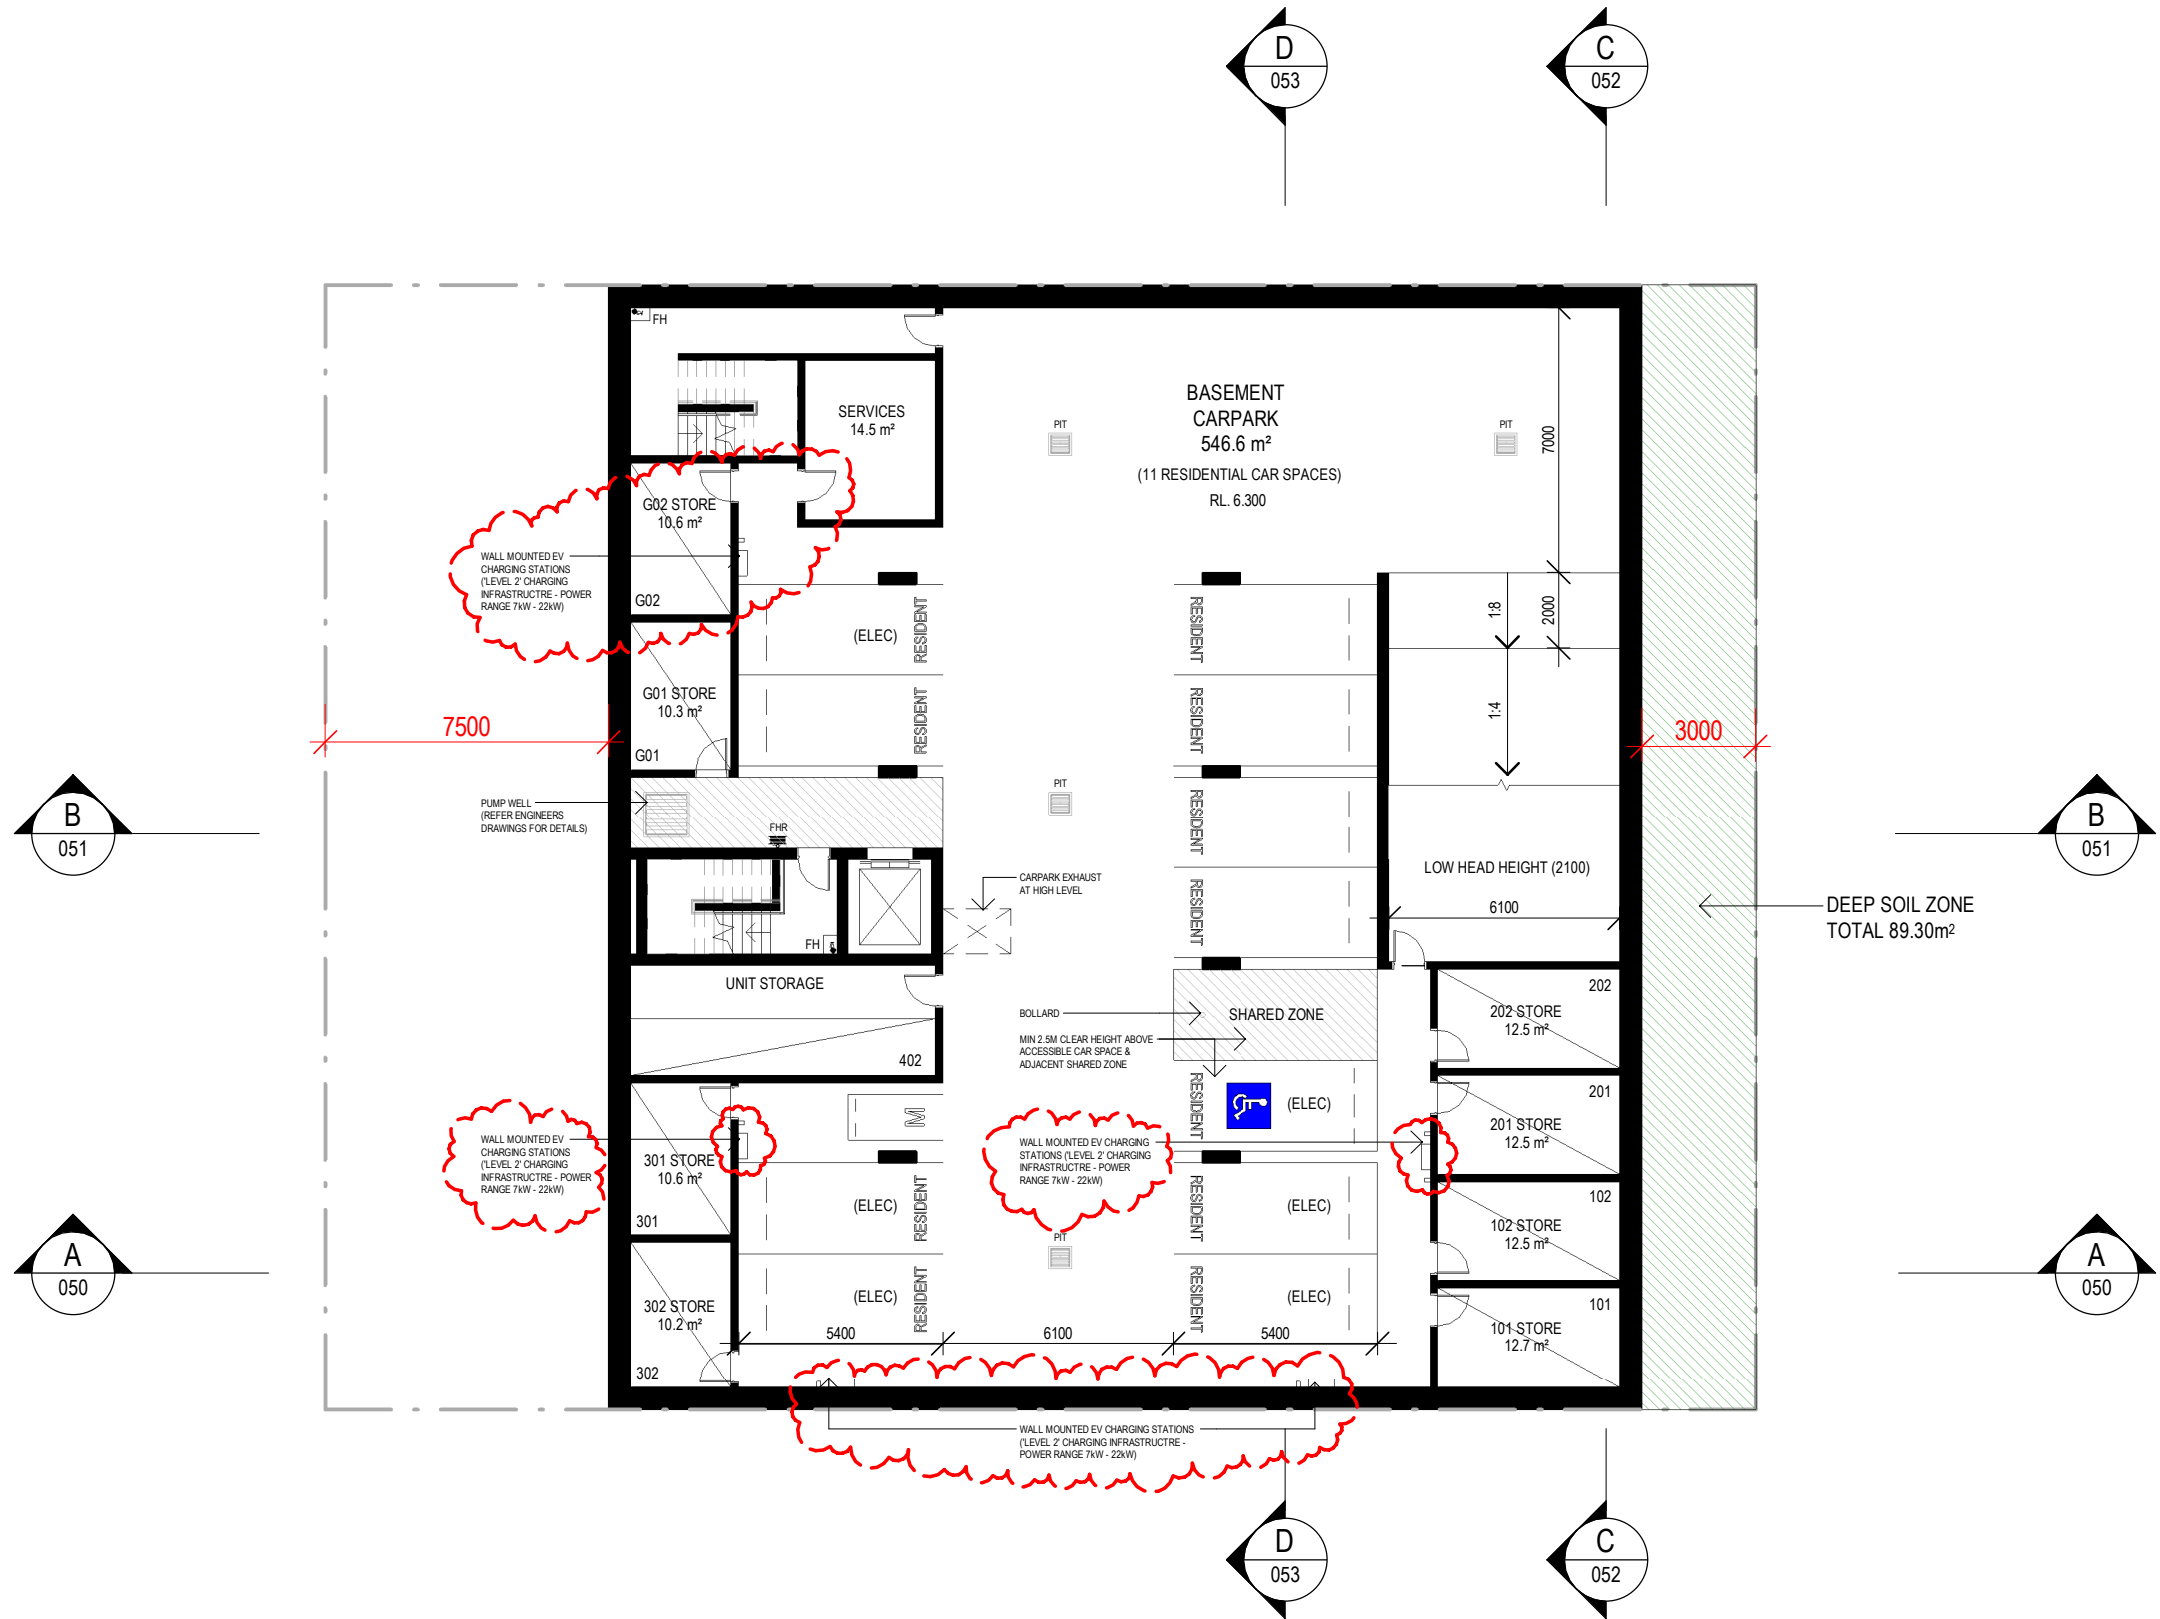 D
053
C
052
FH
SERVICES
14.5 m²
BASEMENT
CARPARK
546.6 m²
(11 RESIDENTIAL CAR SPACES)
RL. 6.300
PIT
PIT
7000
G02 STORE
10.6 m²
G02
WALL MOUNTED EV
CHARGING STATIONS
('LEVEL 2' CHARGING
INFRASTRUCTRE - POWER
RANGE 7kW - 22kW)
(ELEC)
RESIDENT
RESIDENT
1:8
2000
G01 STORE
10.3 m²
G01
RESIDENT
RESIDENT
1:4
7500
3000
PUMP WELL
(REFER ENGINEERS
DRAWINGS FOR DETAILS)
FHR
PIT
RESIDENT
B
051
B
051
CARPARK EXHAUST
AT HIGH LEVEL
RESIDENT
LOW HEAD HEIGHT (2100)
6100
DEEP SOIL ZONE
TOTAL 89.30m²
FH
UNIT STORAGE
402
BOLLARD
SHARED ZONE
MIN 2.5M CLEAR HEIGHT ABOVE
ACCESSIBLE CAR SPACE &
ADJACENT SHARED ZONE
202
202 STORE
12.5 m²
M
RESIDENT
(ELEC)
201
201 STORE
12.5 m²
WALL MOUNTED EV
CHARGING STATIONS
('LEVEL 2' CHARGING
INFRASTRUCTRE - POWER
RANGE 7kW - 22kW)
301 STORE
10.6 m²
301
WALL MOUNTED EV CHARGING
STATIONS ('LEVEL 2' CHARGING
INFRASTRUCTRE - POWER
RANGE 7kW - 22kW)
(ELEC)
RESIDENT
RESIDENT
(ELEC)
102
102 STORE
12.5 m²
PIT
A
050
A
050
302 STORE
10.2 m²
302
(ELEC)
RESIDENT
RESIDENT
(ELEC)
101
101 STORE
12.7 m²
5400
6100
5400
WALL MOUNTED EV CHARGING STATIONS
('LEVEL 2' CHARGING INFRASTRUCTRE -
POWER RANGE 7kW - 22kW)
D
053
C
052